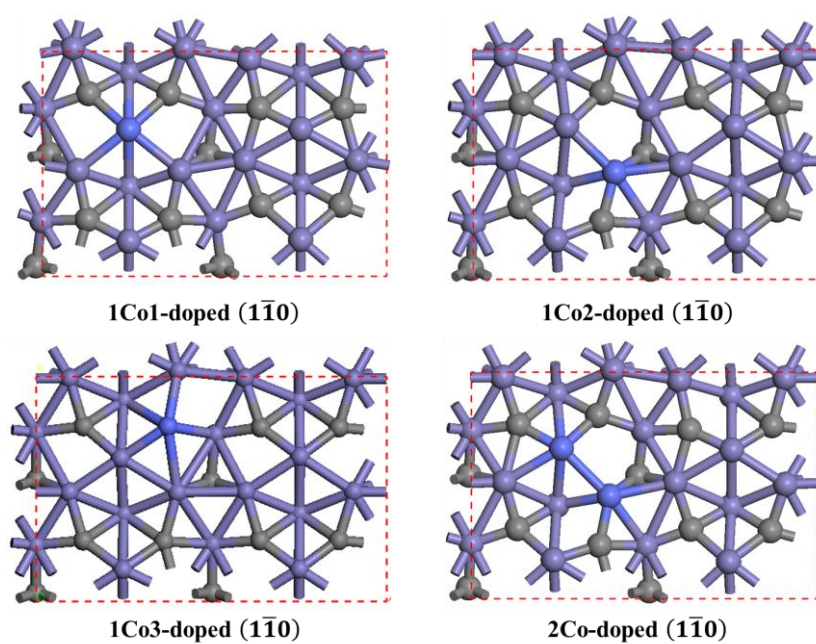 1Co1-doped (11̄0)
1Co2-doped (11̄0)
1Co3-doped (11̄0)
2Co-doped (11̄0)